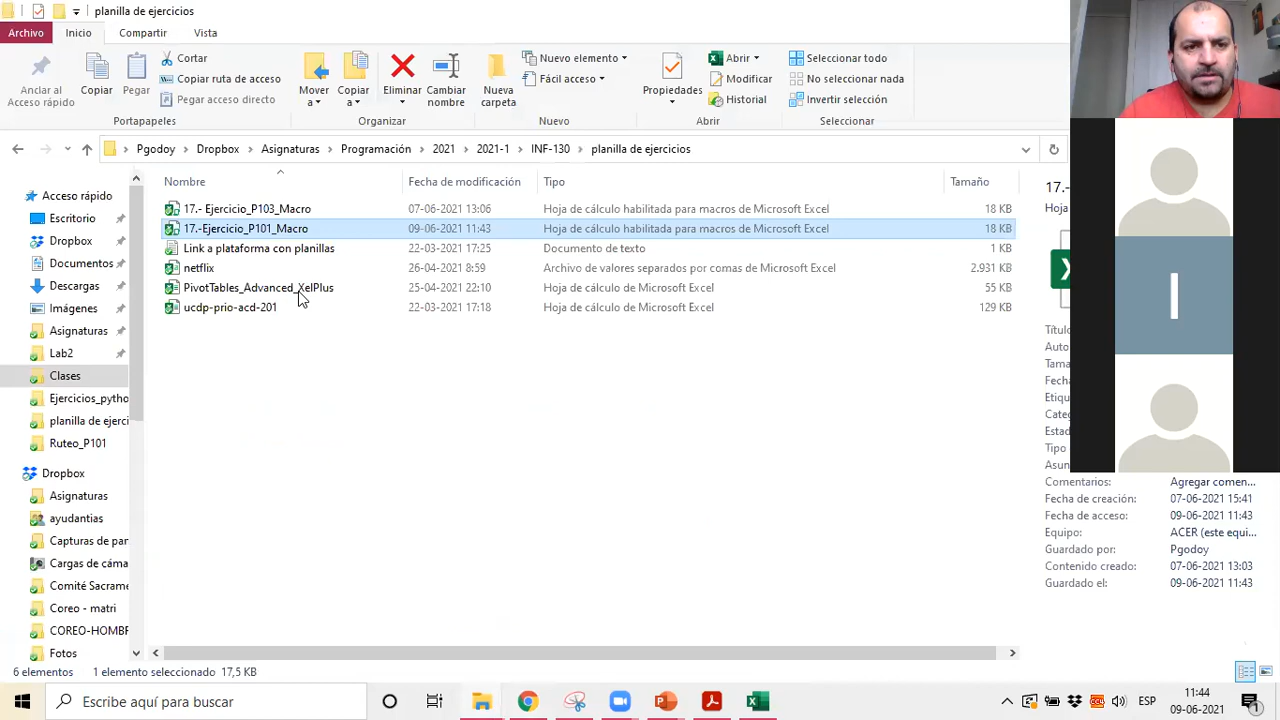 planilla de ejercicios
Archivo Inicio Compartir Vista
Anclar al Acceso rápido
Copiar
Pegar
Cortar
Copiar ruta de acceso
Pegar acceso directo
Mover a
Copiar a
Eliminar
Cambiar nombre
Nueva carpeta
Nuevo elemento
Fácil acceso
Propiedades
Abrir
Modificar
Historial
Seleccionar todo
No seleccionar nada
Invertir selección
Portapapeles Organizar Nuevo Abrir Seleccionar
Pgodoy > Dropbox > Asignaturas > Programación > 2021 > 2021-1 > INF-130 > planilla de ejercicios
Nombre Fecha de modificación Tipo Tamaño
17.- Ejercicio_P103_Macro 07-06-2021 13:06 Hoja de cálculo habilitada para macros de Microsoft Excel 18 KB
17.-Ejercicio_P101_Macro 09-06-2021 11:43 Hoja de cálculo habilitada para macros de Microsoft Excel 18 KB
Link a plataforma con planillas 22-03-2021 17:25 Documento de texto 1 KB
netflix 26-04-2021 8:59 Archivo de valores separados por comas de Microsoft Excel 2.931 KB
PivotTables_Advanced_XelPlus 25-04-2021 22:10 Hoja de cálculo de Microsoft Excel 55 KB
ucdp-prio-acd-201 22-03-2021 17:18 Hoja de cálculo de Microsoft Excel 129 KB
Acceso rápido
Escritorio
Dropbox
Documentos
Descargas
Imágenes
Asignaturas
Lab2
Clases
Ejercicios_pytho
planilla de ejerci
Ruteo_P101
Dropbox
Asignaturas
ayudantias
Capturas de pan
Cargas de cáma
Comité Sacrame
Coreo - matri
COREO-HOMBR
Fotos
17.-
Hoja
Título
Auto
Tama
Fech
Etiqu
Categ
Estad
Tipo
Asun
Comentarios: Agregar comen...
Fecha de creación: 07-06-2021 15:41
Fecha de acceso: 09-06-2021 11:43
Equipo: ACER (este equi...
Guardado por: Pgodoy
Contenido creado: 07-06-2021 13:03
Guardado el: 09-06-2021 11:43
I
6 elementos 1 elemento seleccionado 17,5 KB
Escribe aquí para buscar
ESP
11:44
09-06-2021
1